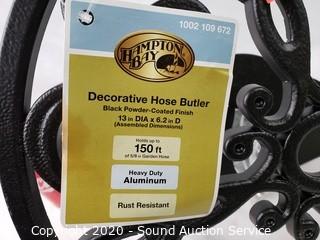 1002 109 672
HAMPTON
BAY
Decorative Hose Butler
Black Powder-Coated Finish
13 in DIA x 6.2 in D
(Assembled Dimensions)
Holds up to
150 ft
of 5/8 in Garden Hose
Heavy Duty
Aluminum
Rust Resistant
Copyright 2020 - Sound Auction Service